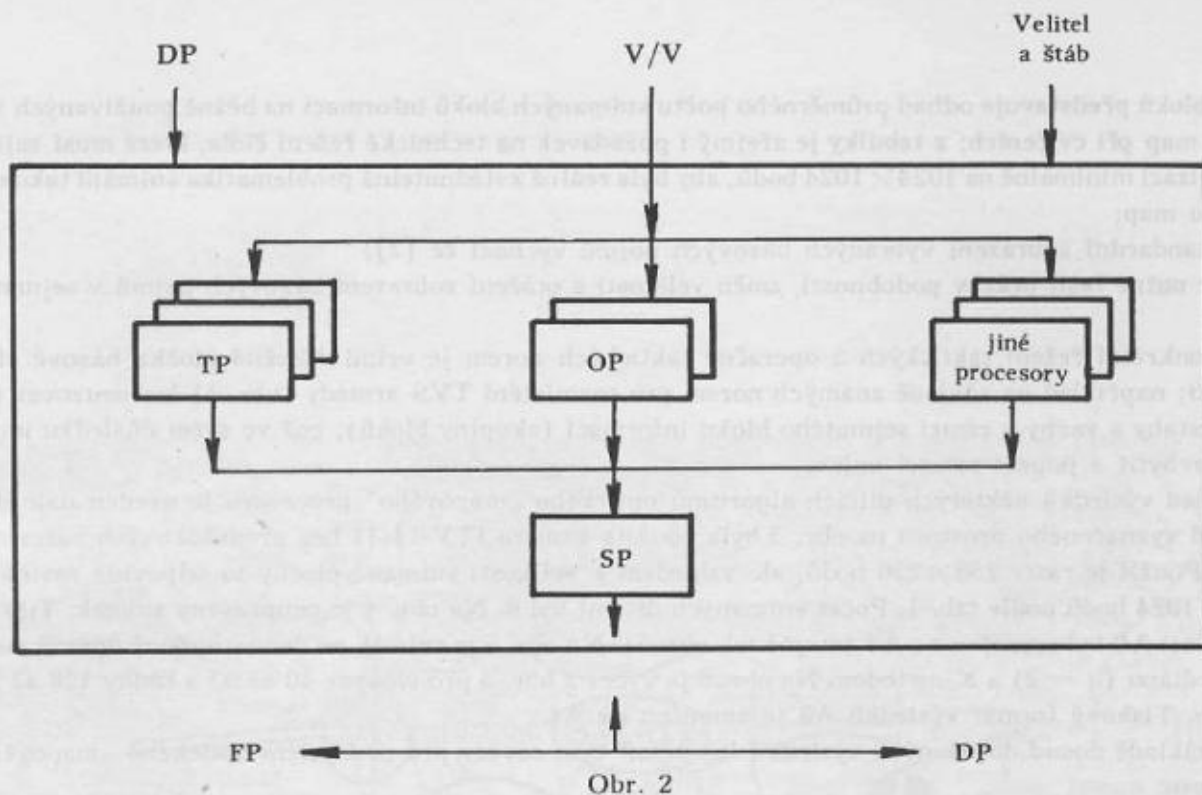 DP
V/V
Velitel
a štáb
TP
OP
jiné
procesory
SP
FP
DP
Obr. 2